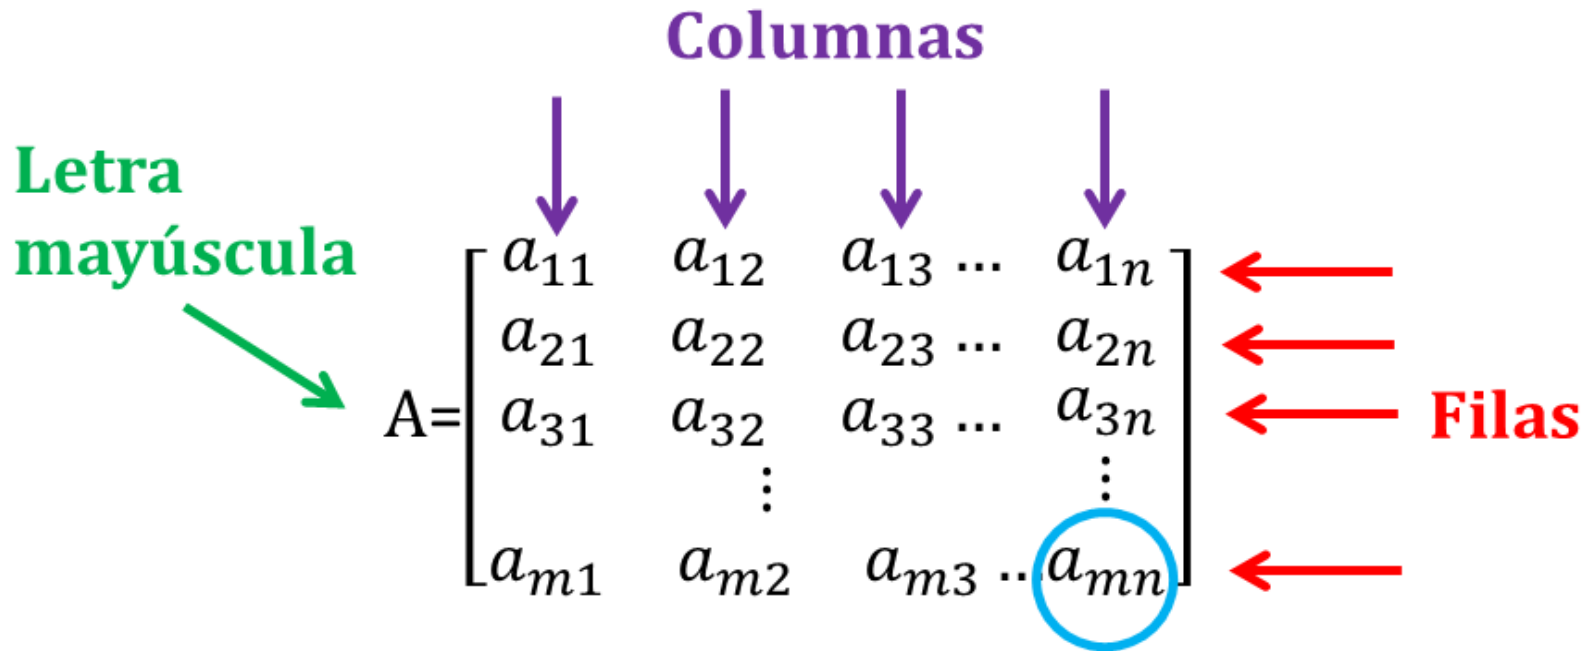 Columnas
Letra
mayúscula
a₁₁ a₁₂ a₁₃ ... a₁ₙ
a₂₁ a₂₂ a₂₃ ... a₂ₙ
A= a₃₁ a₃₂ a₃₃ ... a₃ₙ
Filas
⋮ ⋮
aₘ₁ aₘ₂ aₘ₃ ... aₘₙ